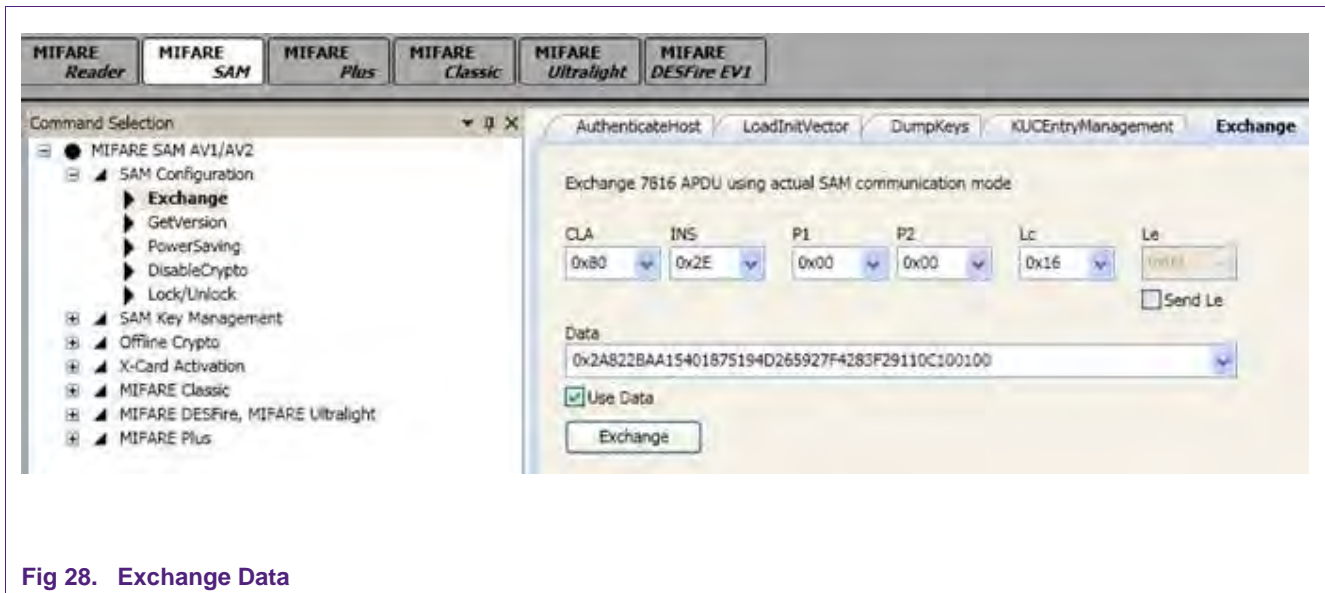 MIFARE Reader
MIFARE SAM
MIFARE Plus
MIFARE Classic
MIFARE Ultralight
MIFARE DESFire EV1
Command Selection
MIFARE SAM AV1/AV2
SAM Configuration
Exchange
GetVersion
PowerSaving
DisableCrypto
Lock/Unlock
SAM Key Management
Offline Crypto
X-Card Activation
MIFARE Classic
MIFARE DESFire, MIFARE Ultralight
MIFARE Plus
AuthenticateHost LoadInitVector DumpKeys KUCEntryManagement Exchange
Exchange 7816 APDU using actual SAM communication mode
CLA INS P1 P2 Lc Le
0x80 0x2E 0x00 0x00 0x16
Send Le
Data
0x2A822BAA15401875194D265927F4283F29110C100100
Use Data
Exchange
Fig 28. Exchange Data